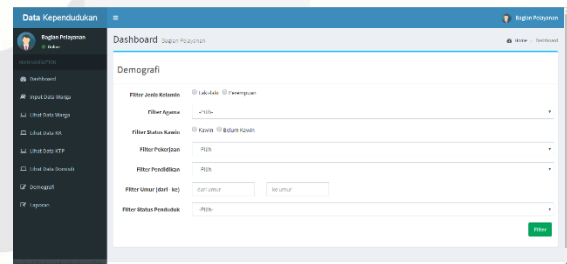 Data Kependudukan
Bagian Pelayanan
Bagian Pelayanan
Online
MAIN NAVIGATION
Dashboard
Input Data Warga
Lihat Data Warga
Lihat Data KK
Lihat Data KTP
Lihat Data Domisili
Demografi
Laporan
Dashboard Bagian Pelayanan
Home > Dashboard
Demografi
Filter Jenis Kelamin Laki-laki Perempuan
Filter Agama -Pilih-
Filter Status Kawin Kawin Belum Kawin
Filter Pekerjaan -Pilih-
Filter Pendidikan -Pilih-
Filter Umur (dari - ke) dari umur ke umur
Filter Status Penduduk -Pilih-
Filter